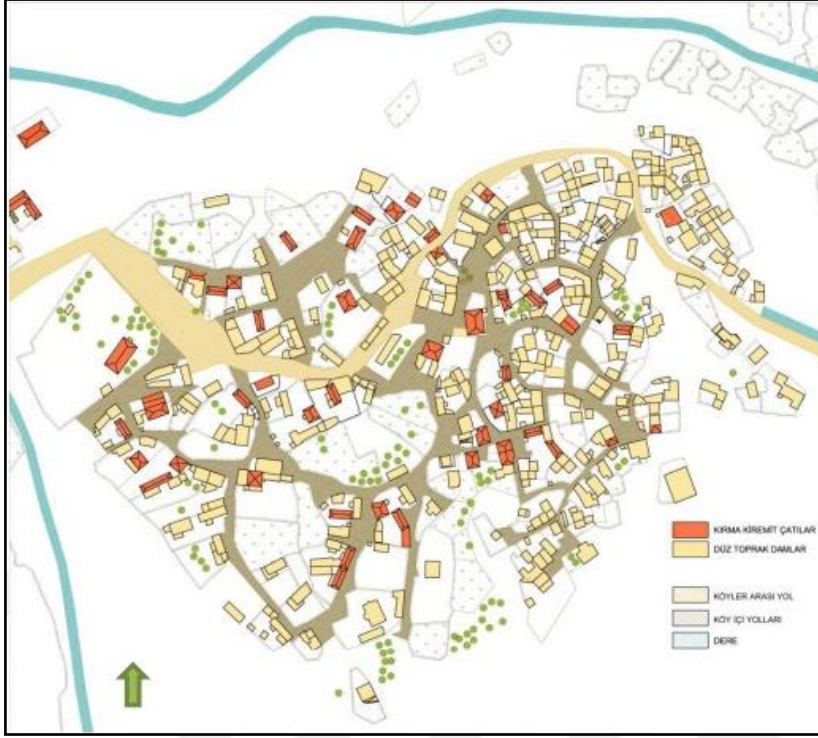 KIRMA KİREMİT ÇATILAR
DÜZ TOPRAK DAMLAR
KÖYLER ARASI YOL
KÖY İÇİ YOLLARI
DERE